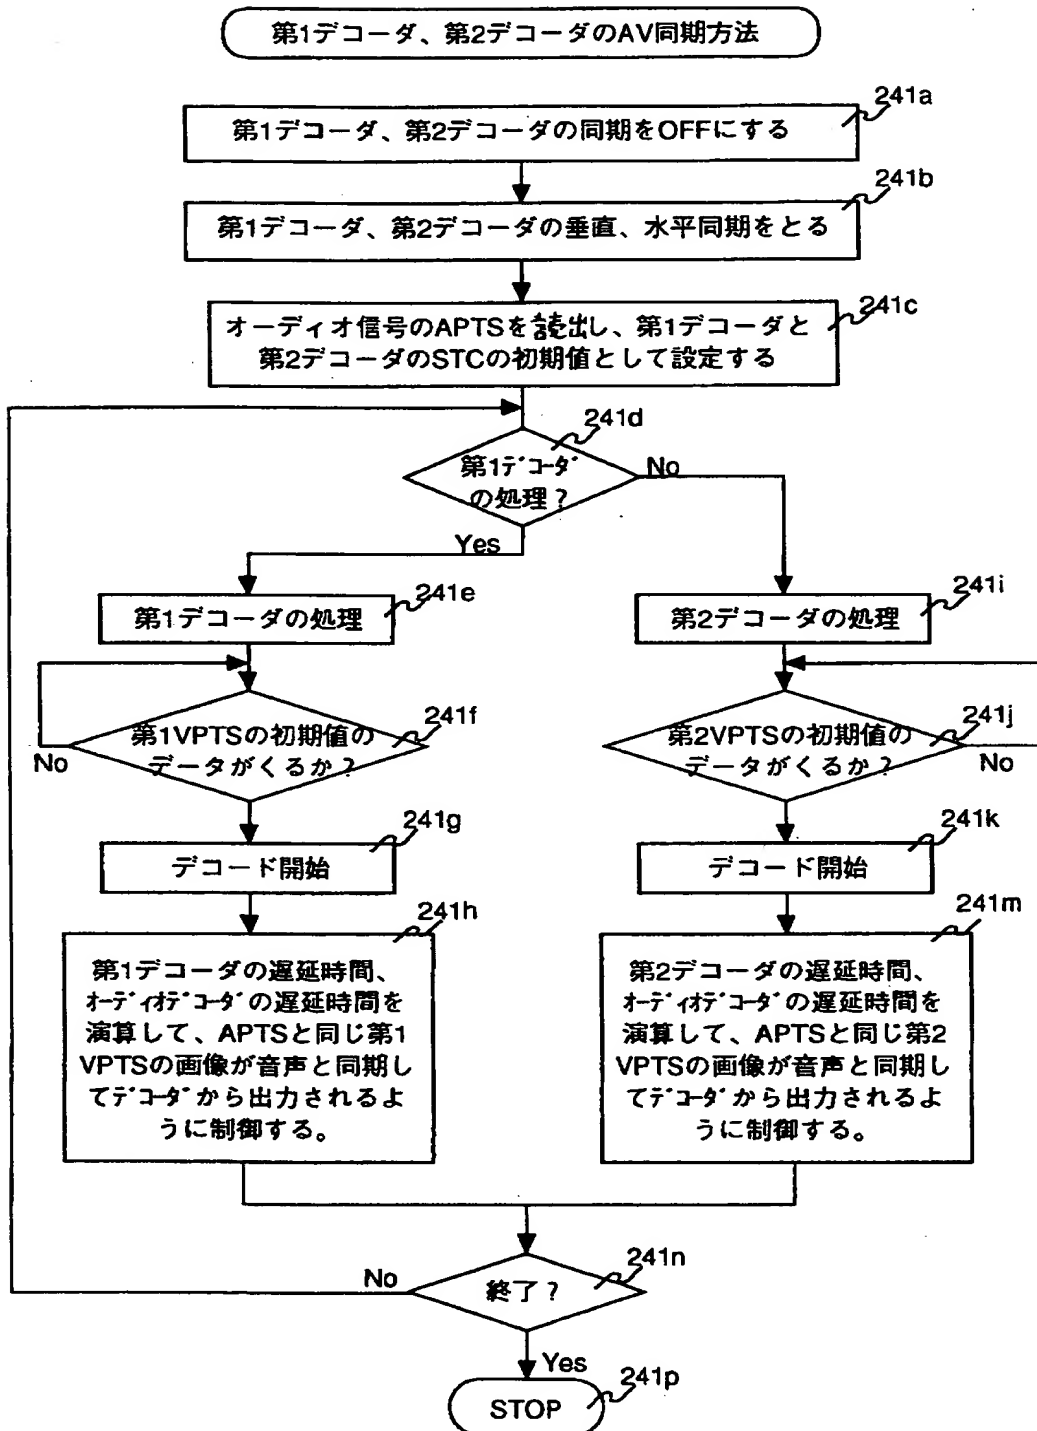 第1デコーダ、第2デコーダのAV同期方法
241a
第1デコーダ、第2デコーダの同期をOFFにする
241b
第1デコーダ、第2デコーダの垂直、水平同期をとる
241c
オーディオ信号のAPTSを読出し、第1デコーダと
第2デコーダのSTCの初期値として設定する
241d
第1デコーダ
の処理?
No
Yes
241e
第1デコーダの処理
241i
第2デコーダの処理
241f
第1VPTSの初期値の
データがくるか?
No
241j
第2VPTSの初期値の
データがくるか?
No
241g
デコード開始
241k
デコード開始
241h
第1デコーダの遅延時間、
オーディオデコーダの遅延時間を
演算して、APTSと同じ第1
VPTSの画像が音声と同期し
てデコーダから出力されるよ
うに制御する。
241m
第2デコーダの遅延時間、
オーディオデコーダの遅延時間を
演算して、APTSと同じ第2
VPTSの画像が音声と同期し
てデコーダから出力されるよ
うに制御する。
241n
No
終了?
Yes
241p
STOP